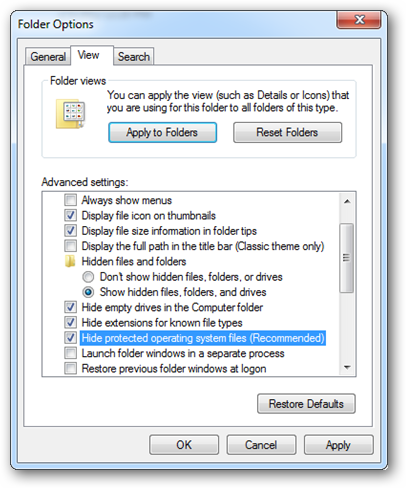 Folder Options
General
View
Search
Folder views
You can apply the view (such as Details or Icons) that
you are using for this folder to all folders of this type.
Apply to Folders
Reset Folders
Advanced settings:
Always show menus
Display file icon on thumbnails
Display file size information in folder tips
Display the full path in the title bar (Classic theme only)
Hidden files and folders
Don't show hidden files, folders, or drives
Show hidden files, folders, and drives
Hide empty drives in the Computer folder
Hide extensions for known file types
Hide protected operating system files (Recommended)
Launch folder windows in a separate process
Restore previous folder windows at logon
Restore Defaults
OK
Cancel
Apply